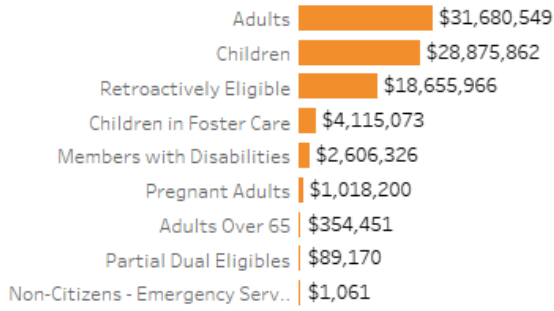 Adults $31,680,549
Children $28,875,862
Retroactively Eligible $18,655,966
Children in Foster Care $4,115,073
Members with Disabilities $2,606,326
Pregnant Adults $1,018,200
Adults Over 65 $354,451
Partial Dual Eligibles $89,170
Non-Citizens - Emergency Serv.. $1,061